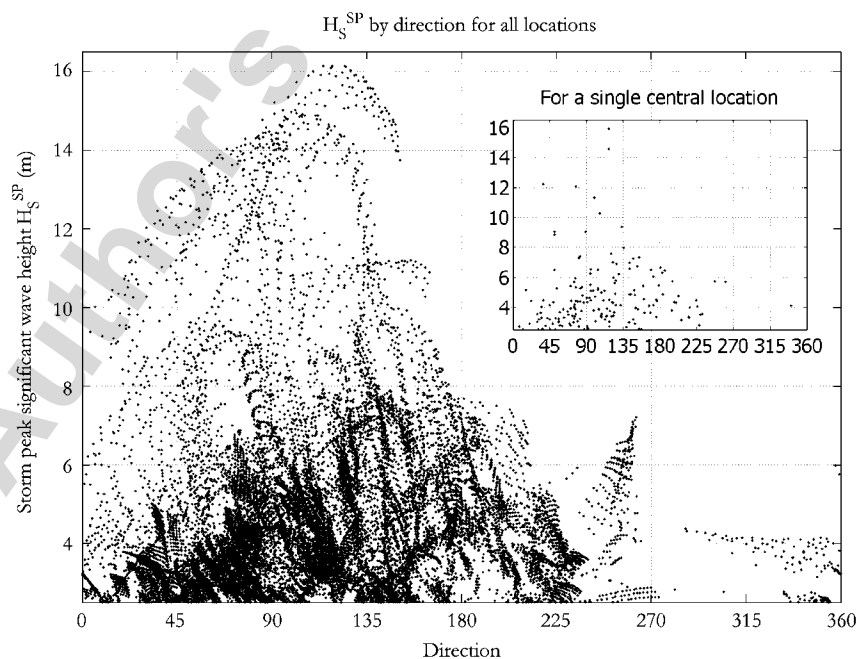 H_S^SP by direction for all locations
Author's
Storm peak significant wave height H_S^SP (m)
16
14
12
10
8
6
4
0 45 90 135 180 225 270 315 360
Direction
For a single central location
16
14
12
10
8
6
4
0 45 90 135 180 225 270 315 360